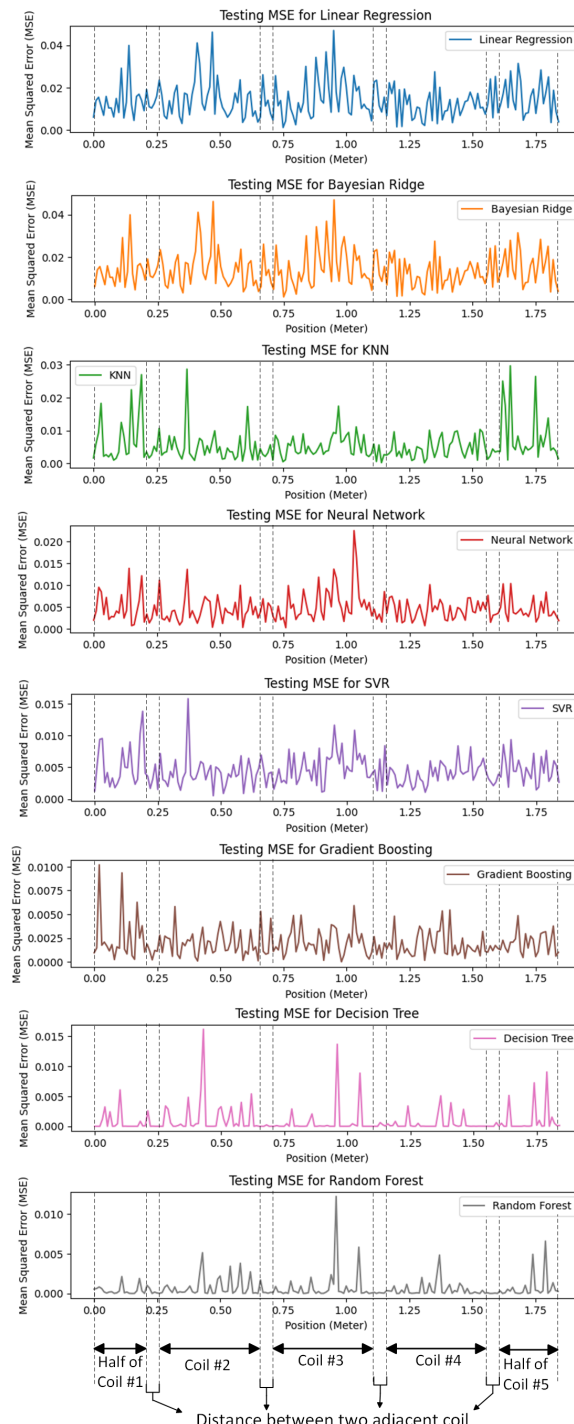 Testing MSE for Linear Regression
Mean Squared Error (MSE)
0.04
0.02
0.00
Linear Regression
0.00 0.25 0.50 0.75 1.00 1.25 1.50 1.75
Position (Meter)
Testing MSE for Bayesian Ridge
Mean Squared Error (MSE)
0.04
0.02
0.00
Bayesian Ridge
0.00 0.25 0.50 0.75 1.00 1.25 1.50 1.75
Position (Meter)
Testing MSE for KNN
Mean Squared Error (MSE)
0.03
0.02
0.01
0.00
KNN
0.00 0.25 0.50 0.75 1.00 1.25 1.50 1.75
Position (Meter)
Testing MSE for Neural Network
Mean Squared Error (MSE)
0.020
0.015
0.010
0.005
0.000
Neural Network
0.00 0.25 0.50 0.75 1.00 1.25 1.50 1.75
Position (Meter)
Testing MSE for SVR
Mean Squared Error (MSE)
0.015
0.010
0.005
0.000
SVR
0.00 0.25 0.50 0.75 1.00 1.25 1.50 1.75
Position (Meter)
Testing MSE for Gradient Boosting
Mean Squared Error (MSE)
0.0100
0.0075
0.0050
0.0025
0.0000
Gradient Boosting
0.00 0.25 0.50 0.75 1.00 1.25 1.50 1.75
Position (Meter)
Testing MSE for Decision Tree
Mean Squared Error (MSE)
0.015
0.010
0.005
0.000
Decision Tree
0.00 0.25 0.50 0.75 1.00 1.25 1.50 1.75
Position (Meter)
Testing MSE for Random Forest
Mean Squared Error (MSE)
0.010
0.005
0.000
Random Forest
0.00 0.25 0.50 0.75 1.00 1.25 1.50 1.75
Position (Meter)
Half of
Coil #1
Coil #2
Coil #3
Coil #4
Half of
Coil #5
Distance between two adjacent coil